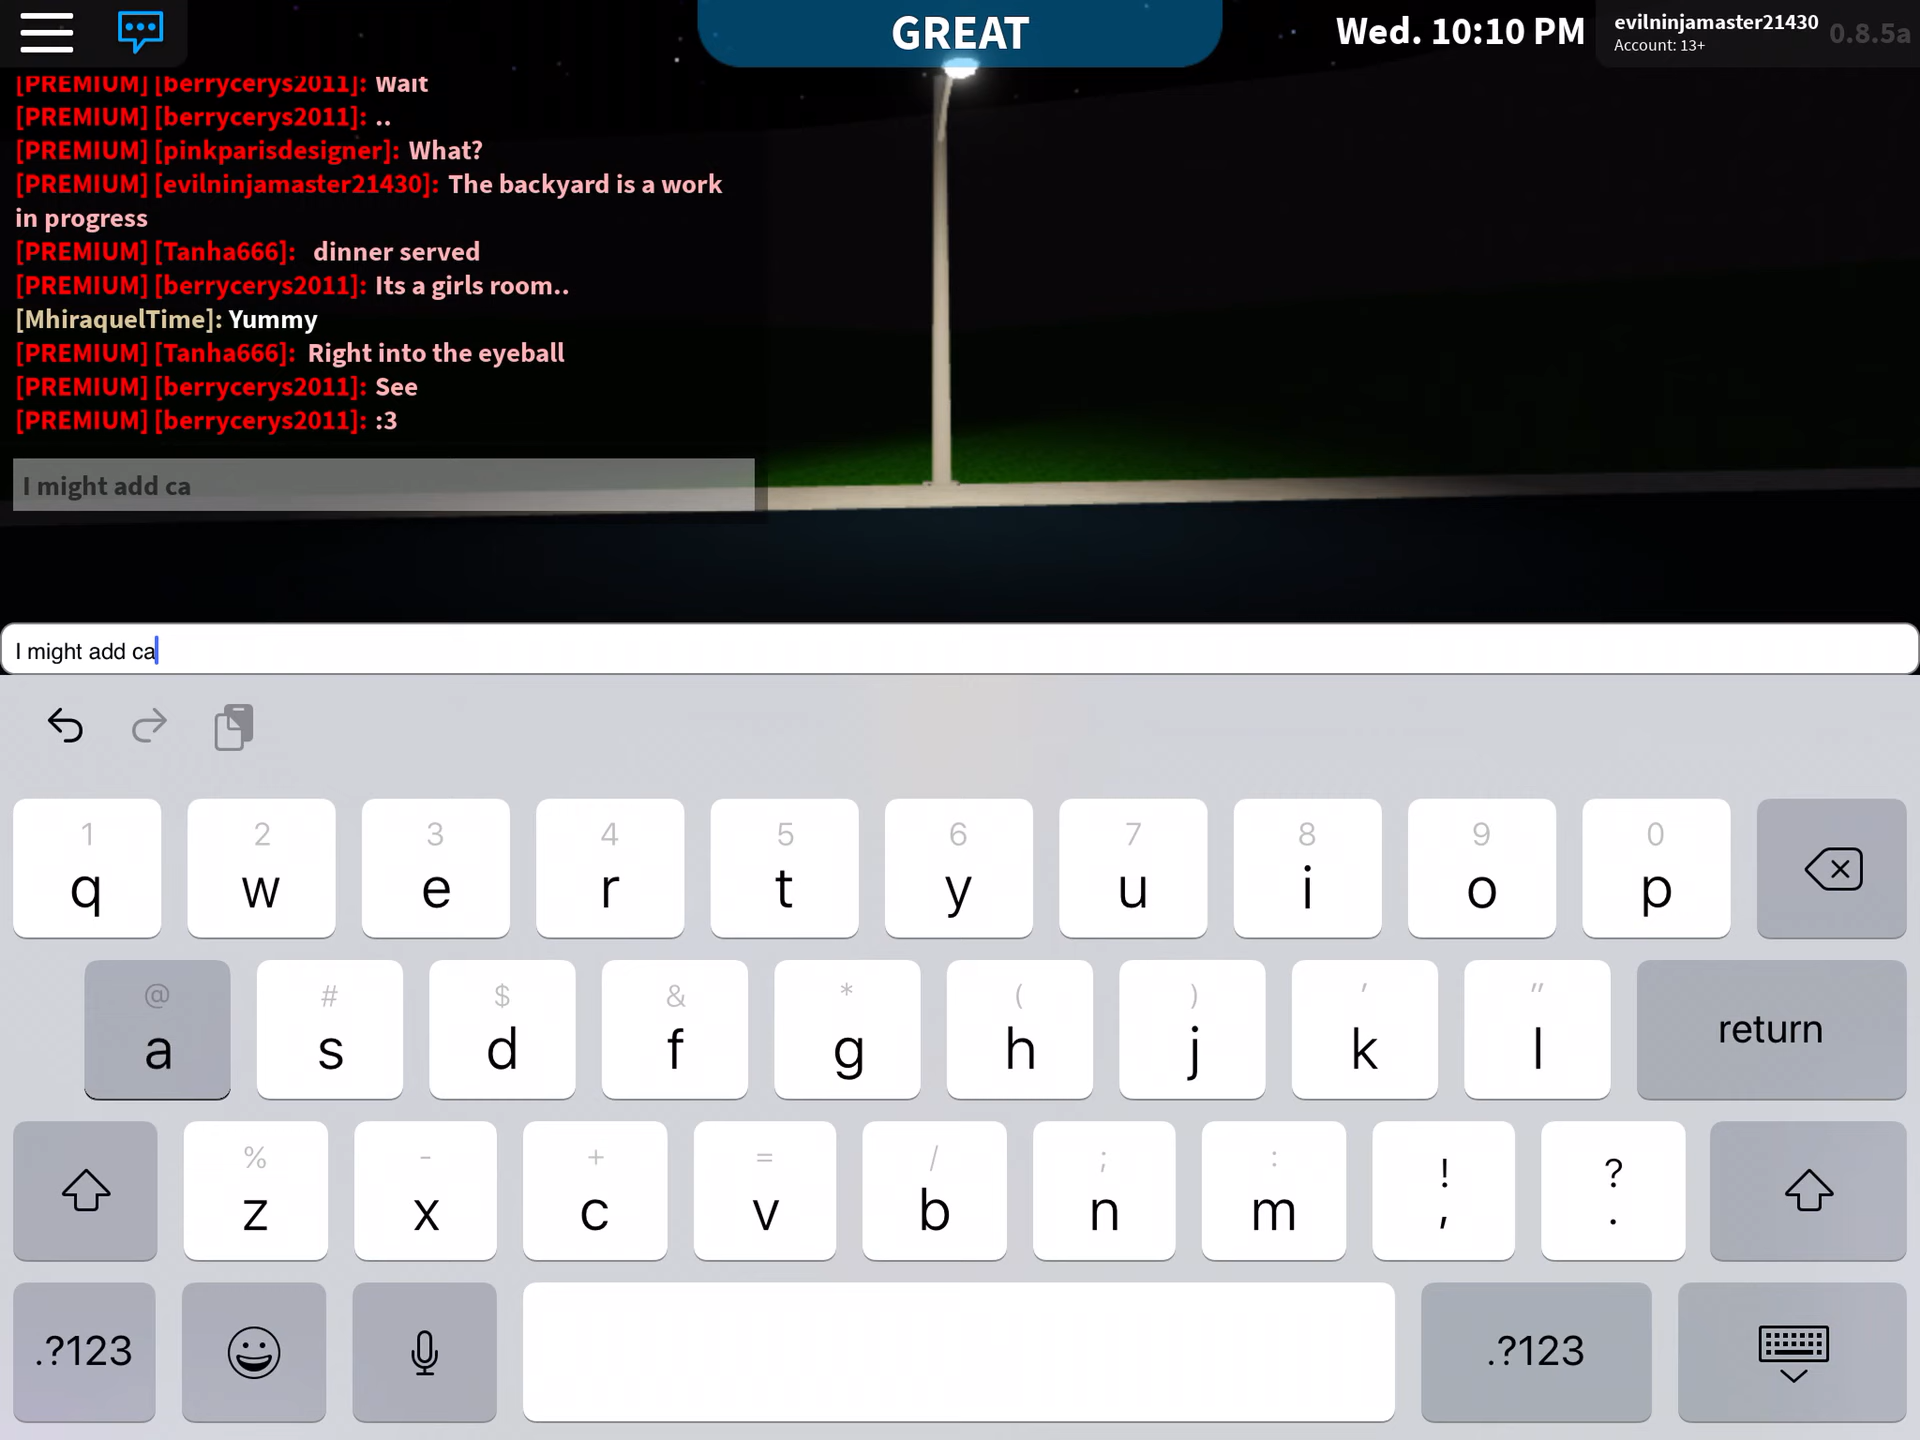 GREAT
Wed. 10:10 PM
evilninjamaster21430
Account: 13+
0.8.5a
[PREMIUM] [berrycerys2011]: Wait
[PREMIUM] [berrycerys2011]: ..
[PREMIUM] [pinkparisdesigner]: What?
[PREMIUM] [evilninjamaster21430]: The backyard is a work
in progress
[PREMIUM] [Tanha666]: dinner served
[PREMIUM] [berrycerys2011]: Its a girls room..
[MhiraquelTime]: Yummy
[PREMIUM] [Tanha666]: Right into the eyeball
[PREMIUM] [berrycerys2011]: See
[PREMIUM] [berrycerys2011]: :3
I might add ca
I might add ca
1 2 3 4 5 6 7 8 9 0
q w e r t y u i o p
@ # $ & * ( ) ' "
a s d f g h j k l return
% - + = / ; : ! ?
z x c v b n m , .
.?123 .?123